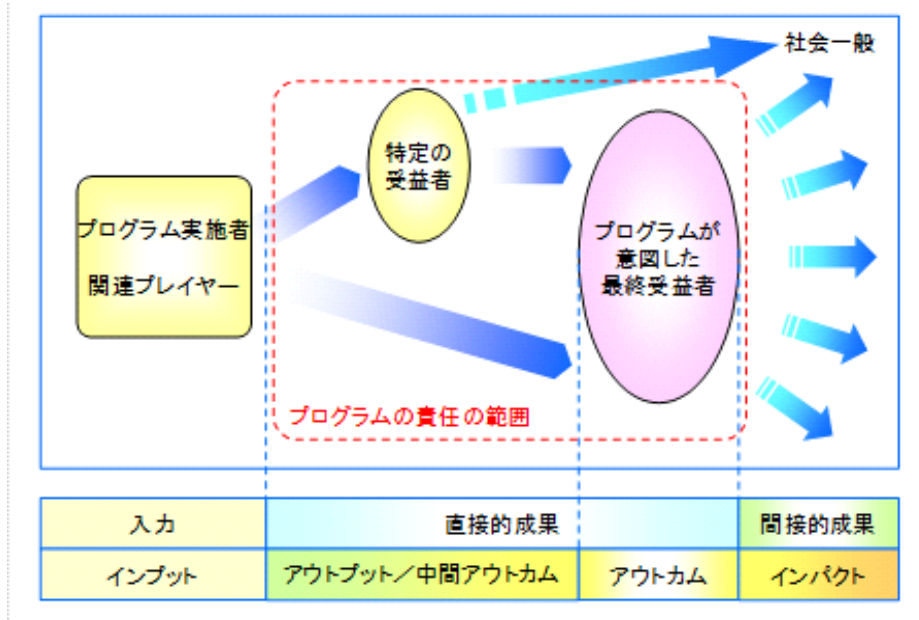 社会一般
特定の
受益者
プログラム実施者
関連プレイヤー
プログラムが
意図した
最終受益者
プログラムの責任の範囲
入力
直接的成果
間接的成果
インプット
アウトプット／中間アウトカム
アウトカム
インパクト